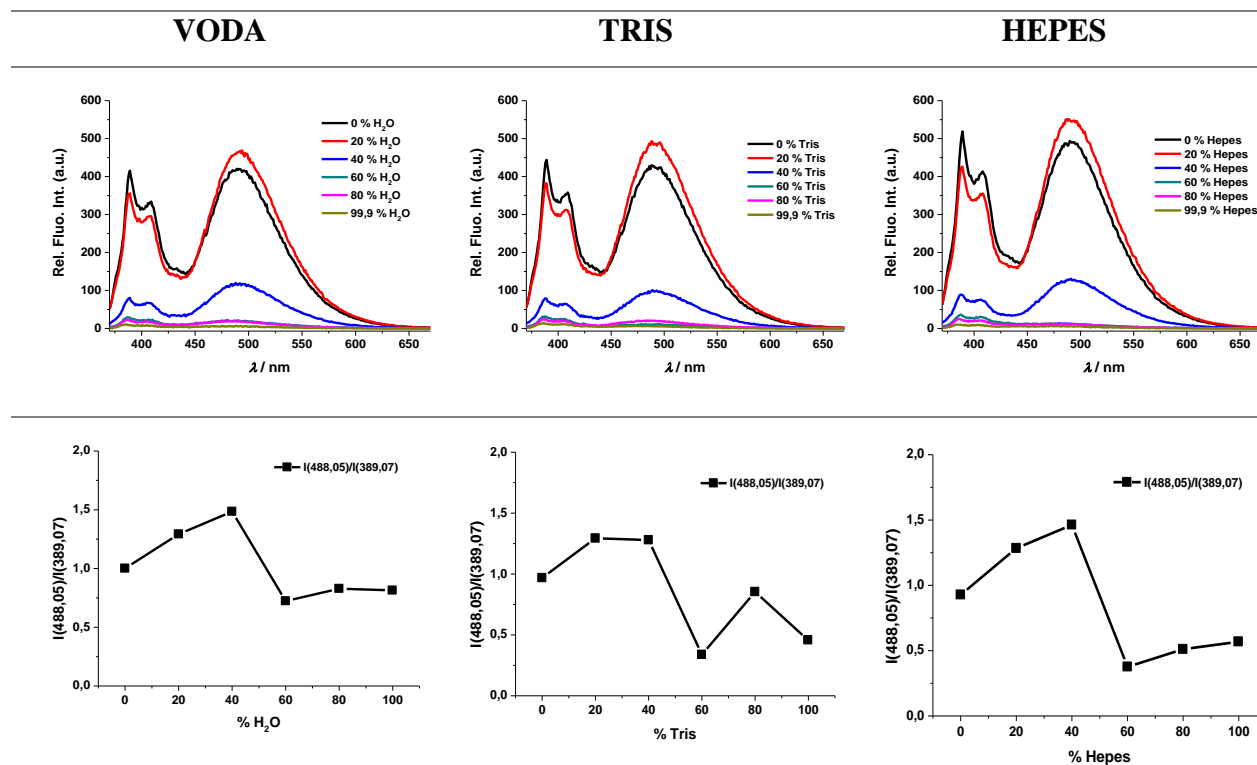 VODA
TRIS
HEPES
600
500
400
300
200
100
0
Rel. Fluo. Int. (a.u.)
0 % H₂O
20 % H₂O
40 % H₂O
60 % H₂O
80 % H₂O
99,9 % H₂O
400 450 500 550 600 650
λ / nm
600
500
400
300
200
100
0
Rel. Fluo. Int. (a.u.)
0 % Tris
20 % Tris
40 % Tris
60 % Tris
80 % Tris
99,9 % Tris
400 450 500 550 600 650
λ / nm
600
500
400
300
200
100
0
Rel. Fluo. Int. (a.u.)
0 % Hepes
20 % Hepes
40 % Hepes
60 % Hepes
80 % Hepes
99,9 % Hepes
400 450 500 550 600 650
λ / nm
2,0
1,5
1,0
0,5
0,0
I(488,05)/I(389,07)
I(488,05)/I(389,07)
0 20 40 60 80 100
% H₂O
2,0
1,5
1,0
0,5
0,0
I(488,05)/I(389,07)
I(488,05)/I(389,07)
0 20 40 60 80 100
% Tris
2,0
1,5
1,0
0,5
0,0
I(488,05)/I(389,07)
I(488,05)/I(389,07)
0 20 40 60 80 100
% Hepes